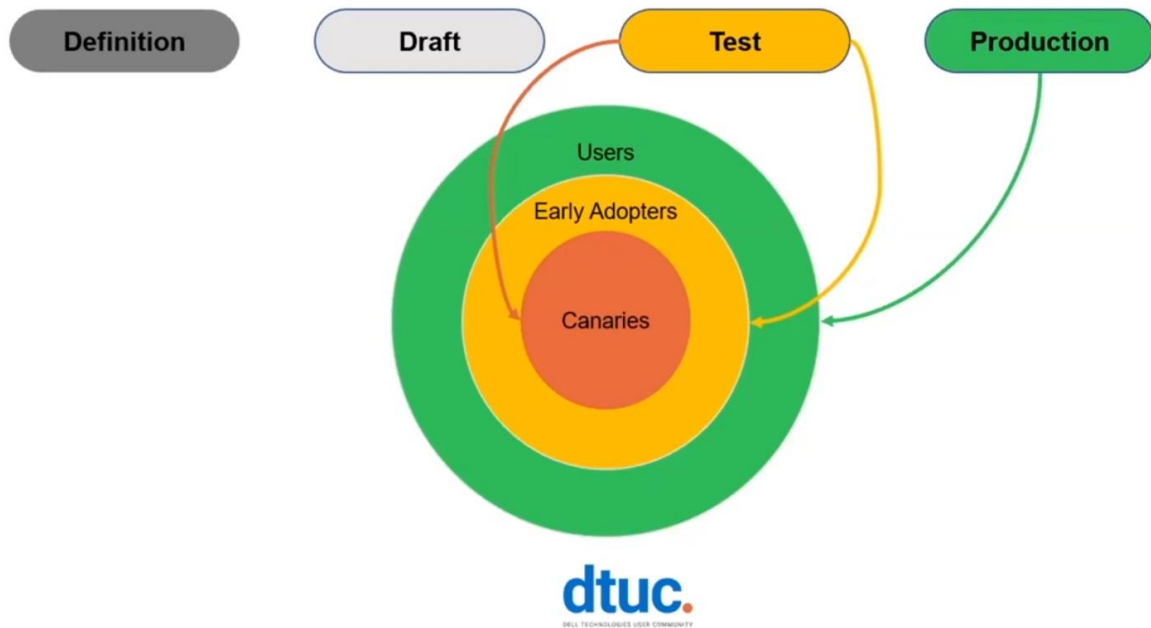 Definition
Draft
Test
Production
Users
Early Adopters
Canaries
dtuc.
DELL TECHNOLOGIES USER COMMUNITY